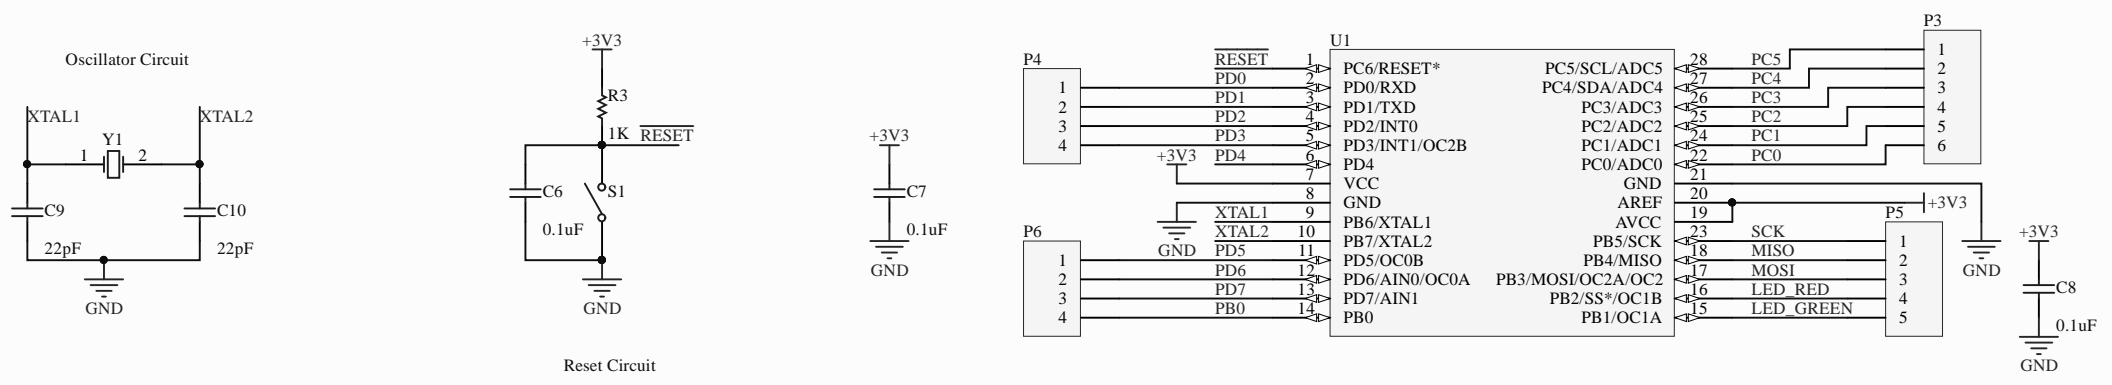 Oscillator Circuit
XTAL1
XTAL2
Y1
1
2
C9
C10
22pF
22pF
GND
+3V3
R3
1K
RESET
C6
S1
0.1uF
GND
Reset Circuit
+3V3
C7
0.1uF
GND
P4
1
2
3
4
P6
1
2
3
4
U1
RESET 1 PC6/RESET*
PD0 2 PD0/RXD
PD1 3 PD1/TXD
PD2 4 PD2/INT0
PD3 5 PD3/INT1/OC2B
+3V3 PD4 6 PD4
7 VCC
8 GND
XTAL1 9 PB6/XTAL1
XTAL2 10 PB7/XTAL2
GND PD5 11 PD5/OC0B
PD6 12 PD6/AIN0/OC0A
PD7 13 PD7/AIN1
PB0 14 PB0
PC5/SCL/ADC5 28 PC5
PC4/SDA/ADC4 27 PC4
PC3/ADC3 26 PC3
PC2/ADC2 25 PC2
PC1/ADC1 24 PC1
PC0/ADC0 22 PC0
GND 21
AREF 20 +3V3
AVCC 19
PB5/SCK 23 SCK
PB4/MISO 18 MISO
PB3/MOSI/OC2A/OC2 17 MOSI
PB2/SS*/OC1B 16 LED_RED
PB1/OC1A 15 LED_GREEN
P3
1
2
3
4
5
6
P5
1
2
3
4
5
GND
+3V3
C8
0.1uF
GND